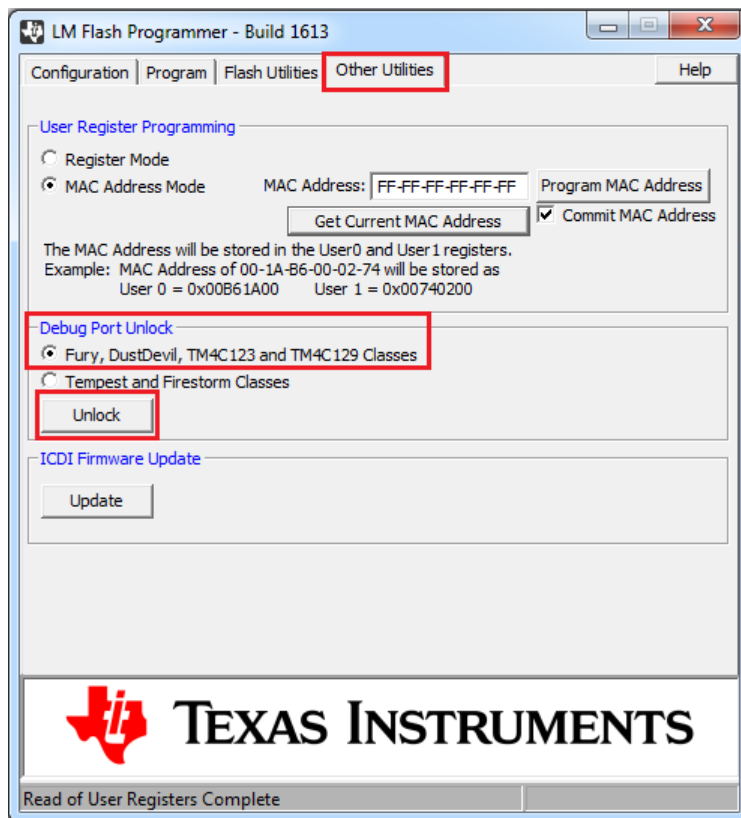 LM Flash Programmer - Build 1613
Configuration Program Flash Utilities Other Utilities Help
User Register Programming
Register Mode
MAC Address Mode MAC Address: FF-FF-FF-FF-FF-FF Program MAC Address
Get Current MAC Address Commit MAC Address
The MAC Address will be stored in the User0 and User1 registers.
Example: MAC Address of 00-1A-B6-00-02-74 will be stored as
User 0 = 0x00B61A00 User 1 = 0x00740200
Debug Port Unlock
Fury, DustDevil, TM4C123 and TM4C129 Classes
Tempest and Firestorm Classes
Unlock
ICDI Firmware Update
Update
TEXAS INSTRUMENTS
Read of User Registers Complete